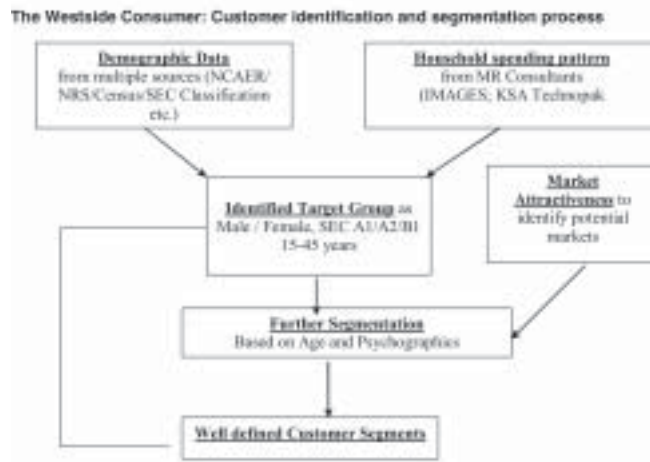 The Westside Consumer: Customer identification and segmentation process
Demographic Data
from multiple sources (NCAER/
NRS/Census/SEC Classification
etc.)
Household spending pattern
from MR Consultants
(IMAGES, KSA Technopak
Market
Attractiveness to
identify potential
markets
Identified Target Group as
Male / Female, SEC A1/A2/B1
15-45 years
Further Segmentation
Based on Age and Psychographics
Well defined Customer Segments